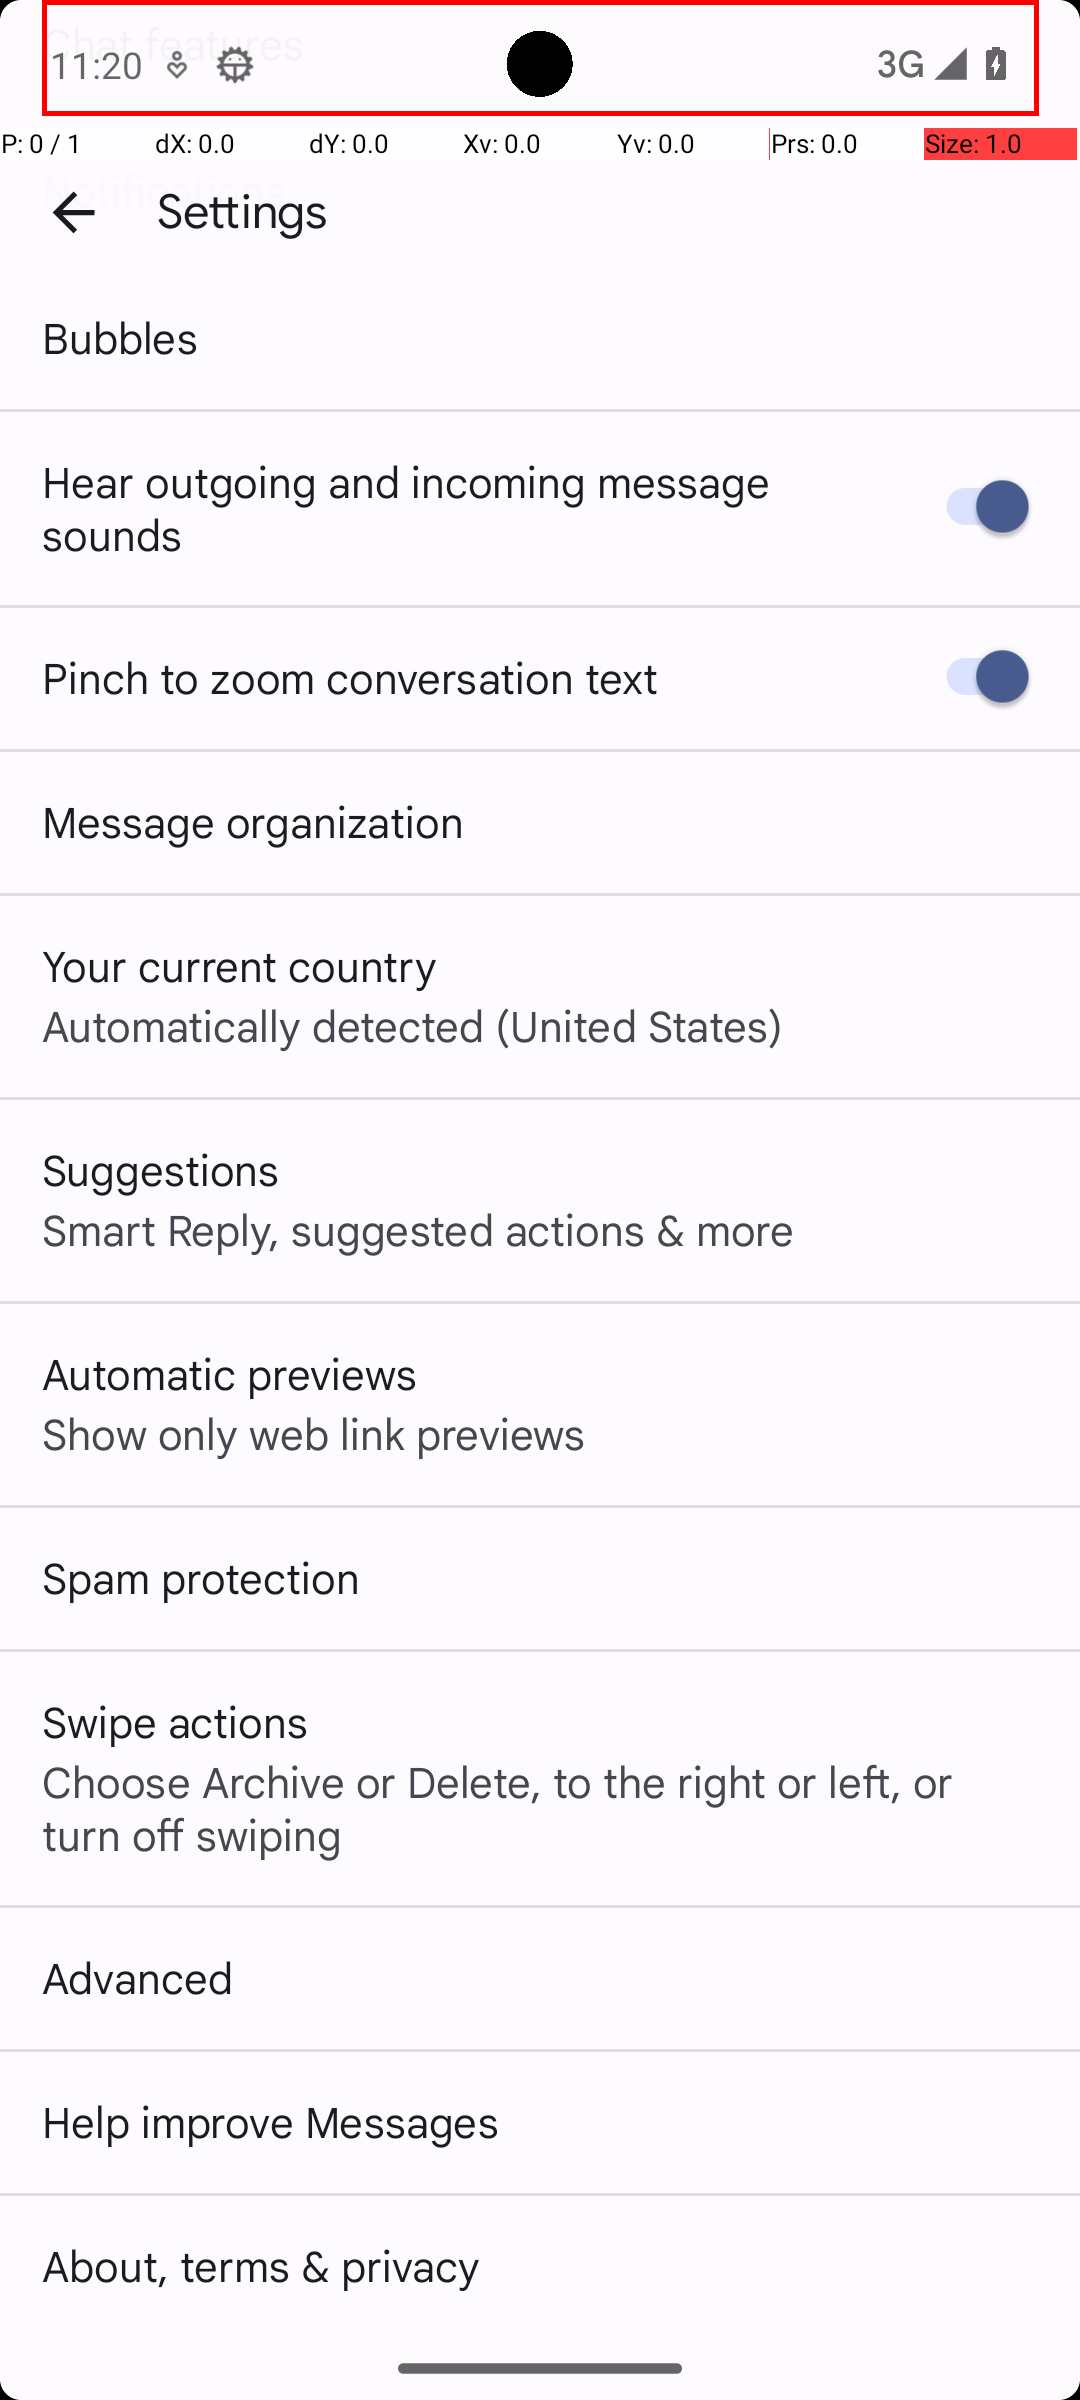 Chat features
11:20
3G
P: 0 / 1
dX: 0.0
dY: 0.0
Xv: 0.0
Yv: 0.0
Prs: 0.0
Size: 1.0
Notifications
Settings
Bubbles
Hear outgoing and incoming message
sounds
Pinch to zoom conversation text
Message organization
Your current country
Automatically detected (United States)
Suggestions
Smart Reply, suggested actions & more
Automatic previews
Show only web link previews
Spam protection
Swipe actions
Choose Archive or Delete, to the right or left, or
turn off swiping
Advanced
Help improve Messages
About, terms & privacy